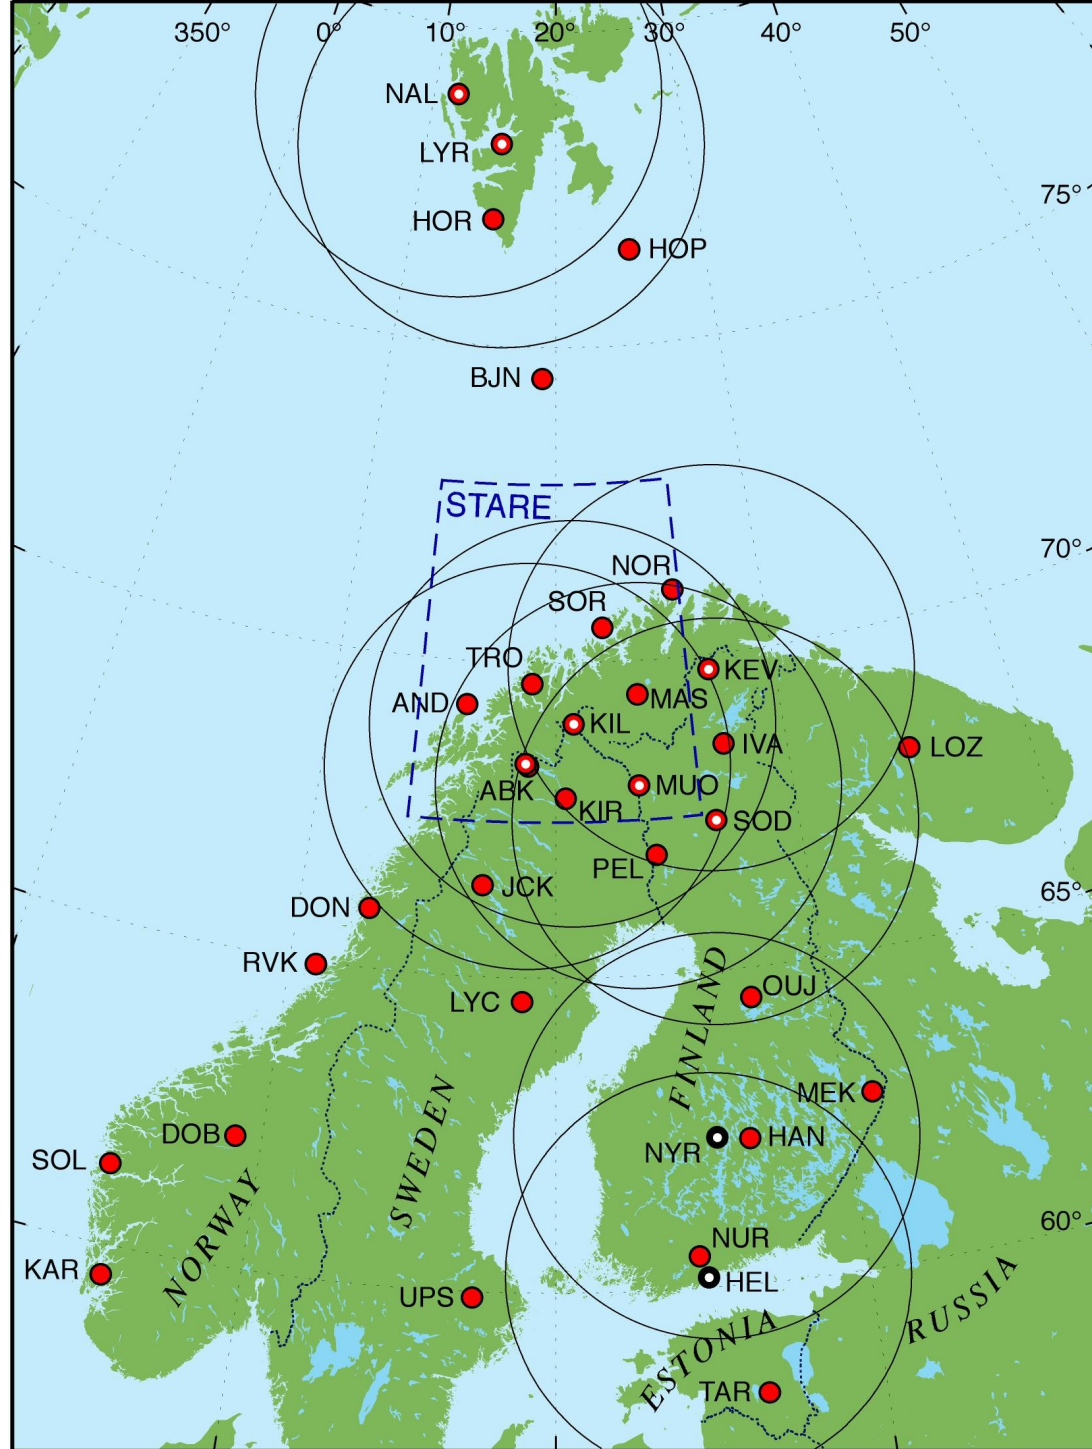 350°
0°
10°
20°
30°
40°
50°
NAL
LYR
75°
HOR
HOP
BJN
STARE
70°
NOR
SOR
TRO
KEV
AND
MAS
KIL
IVA
LOZ
ABK
MUO
KIR
SOD
PEL
JCK
65°
DON
RVK
OUJ
LYC
FINLAND
MEK
DOB
HAN
NYR
SOL
SWEDEN
60°
NORWAY
NUR
KAR
HEL
UPS
RUSSIA
ESTONIA
TAR